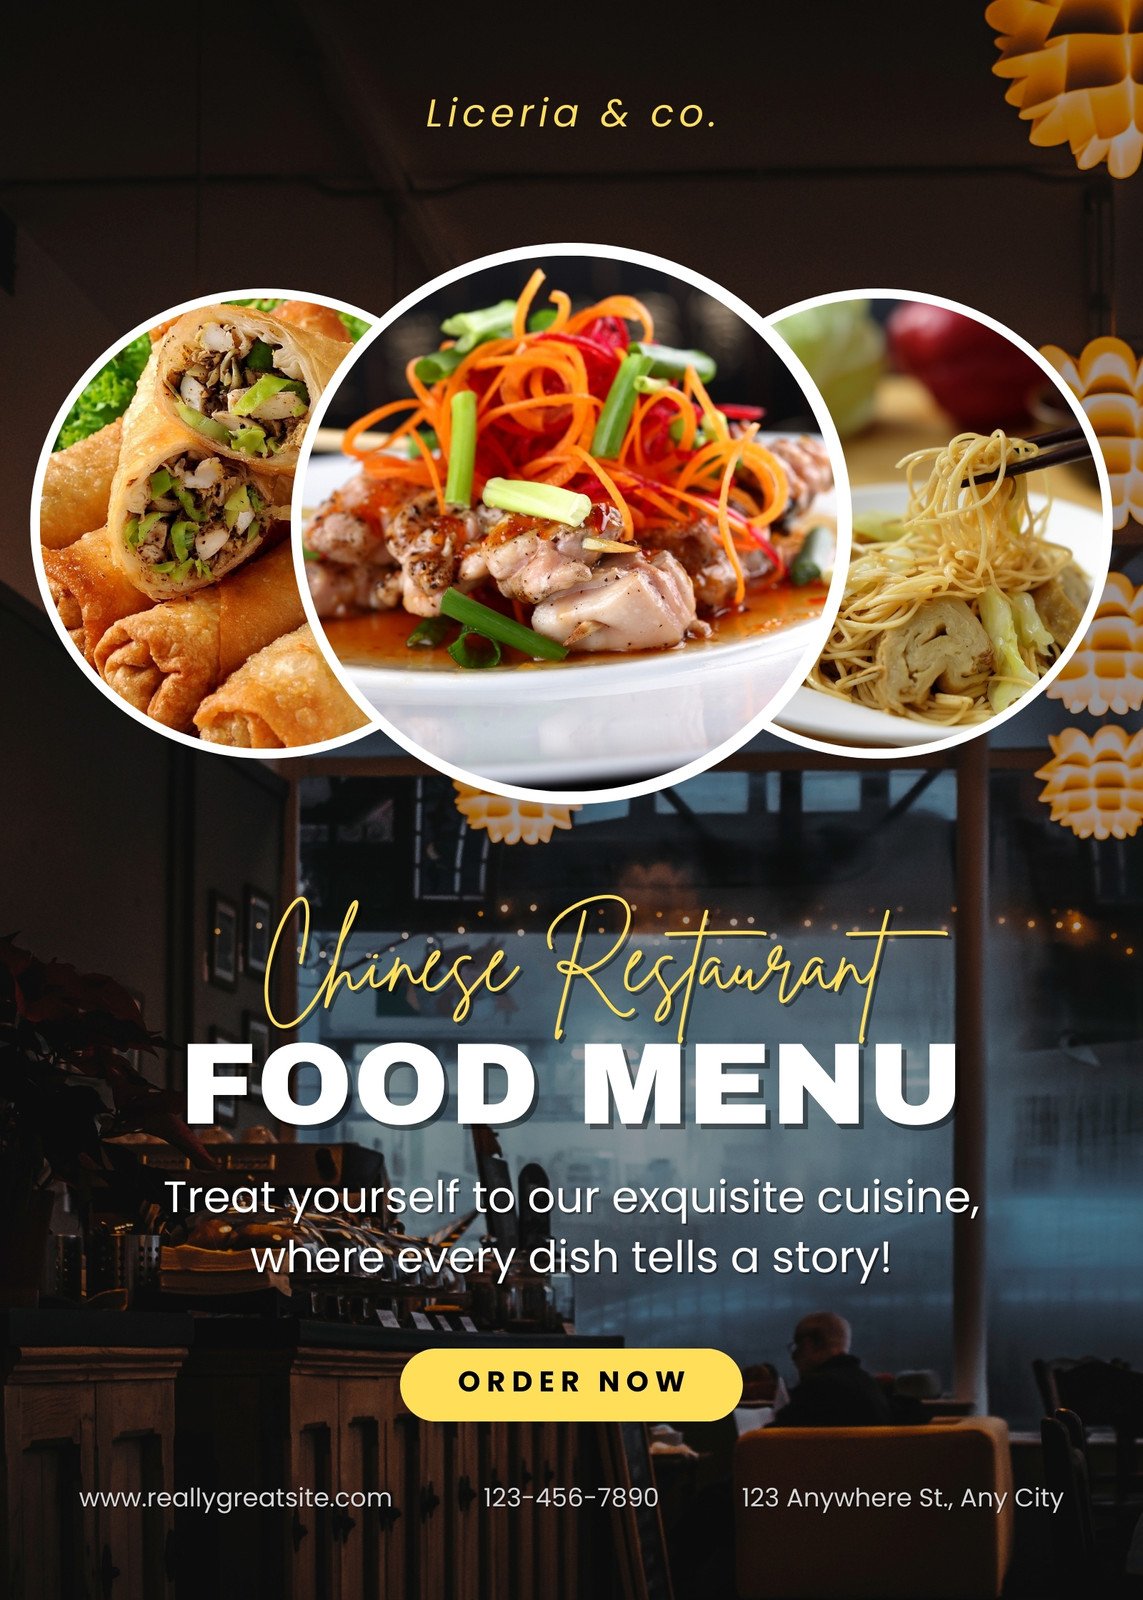 Liceria & co.
Chinese Restaurant
FOOD MENU
Treat yourself to our exquisite cuisine,
where every dish tells a story!
ORDER NOW
www.reallygreatsite.com
123-456-7890
123 Anywhere St., Any City